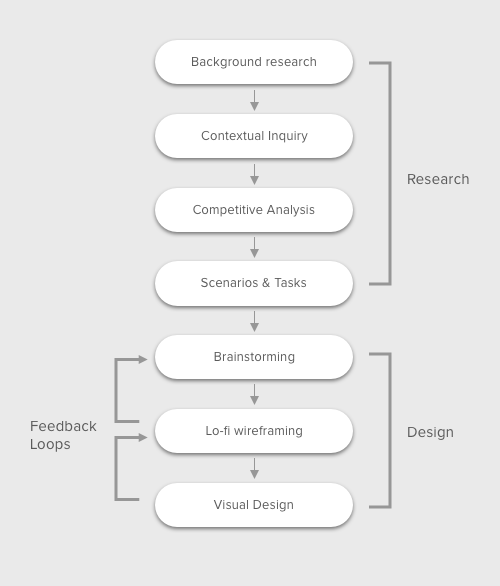 Background research
Contextual Inquiry
Competitive Analysis
Research
Scenarios & Tasks
Brainstorming
Feedback
Loops
Lo-fi wireframing
Design
Visual Design